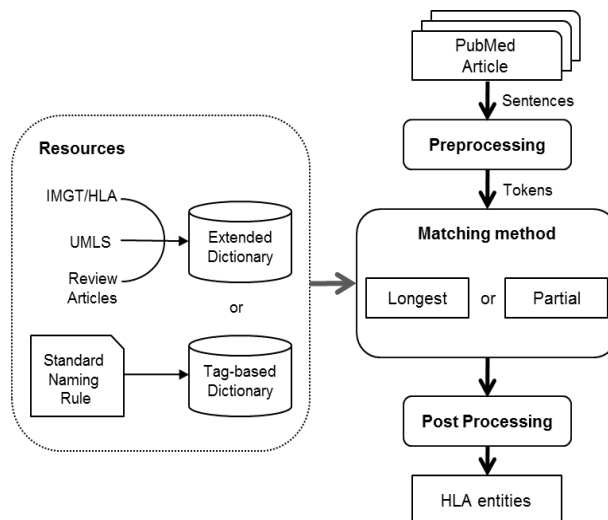 PubMed
Article
Sentences
Preprocessing
Tokens
Matching method
Longest
or
Partial
Post Processing
HLA entities
Resources
IMGT/HLA
UMLS
Review
Articles
Extended
Dictionary
or
Standard
Naming
Rule
Tag-based
Dictionary